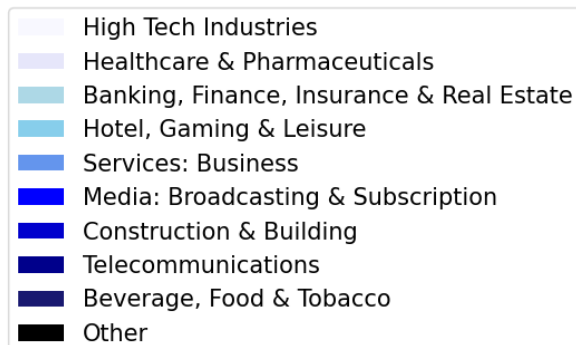 High Tech Industries
Healthcare & Pharmaceuticals
Banking, Finance, Insurance & Real Estate
Hotel, Gaming & Leisure
Services: Business
Media: Broadcasting & Subscription
Construction & Building
Telecommunications
Beverage, Food & Tobacco
Other